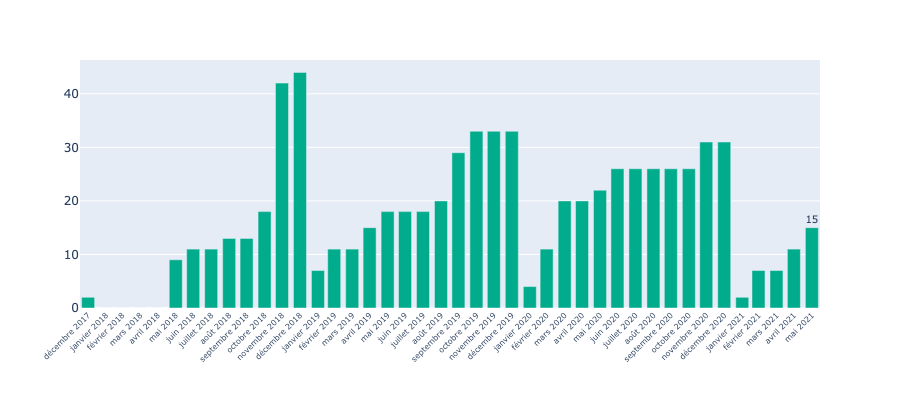 40
30
20
10
0
15
décembre 2017
janvier 2018
février 2018
mars 2018
avril 2018
mai 2018
juin 2018
juillet 2018
août 2018
septembre 2018
octobre 2018
novembre 2018
décembre 2018
janvier 2019
février 2019
mars 2019
avril 2019
mai 2019
juin 2019
juillet 2019
août 2019
septembre 2019
octobre 2019
novembre 2019
décembre 2019
janvier 2020
février 2020
mars 2020
avril 2020
mai 2020
juin 2020
juillet 2020
août 2020
septembre 2020
octobre 2020
novembre 2020
décembre 2020
janvier 2021
février 2021
mars 2021
avril 2021
mai 2021